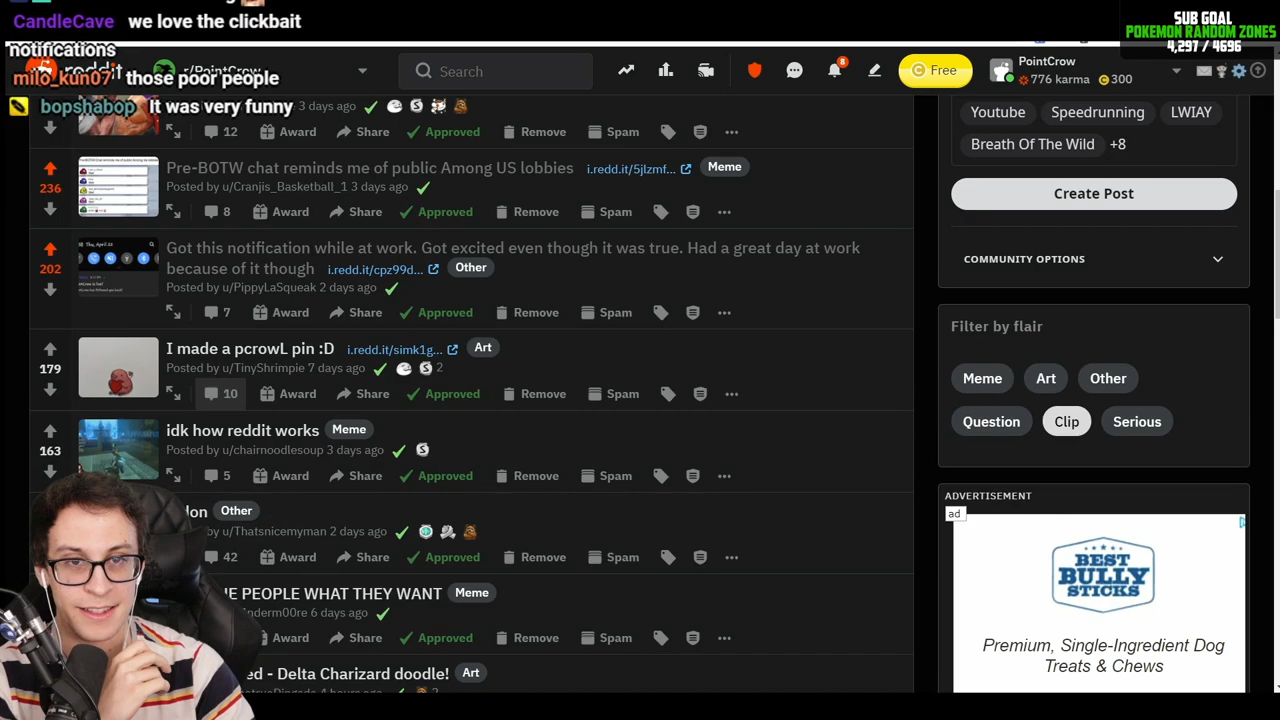 CandleCave we love the clickbait
notifications
milo_kun07 those poor people
bopshabop It was very funny
SUB GOAL
POKEMON RANDOM ZONES
4,297 / 4696
reddit
r/PointCrow
Search
8
Free
PointCrow
776 karma
300
3 days ago
12 Award Share Approved Remove Spam
236
Pre-BOTW chat reminds me of public Among US lobbies i.redd.it/5jlzmf... Meme
3 days ago
8 Award Share Approved Remove Spam
202
Got this notification while at work. Got excited even though it was true. Had a great day at work
because of it though i.redd.it/cpz99d... Other
Posted by u/PippyLaSqueak 2 days ago
7 Award Share Approved Remove Spam
179
I made a pcrowL pin :D i.redd.it/simk1g... Art
Posted by u/TinyShrimpie 7 days ago 2
10 Award Share Approved Remove Spam
163
idk how reddit works Meme
Posted by u/chairnoodlesoup 3 days ago
5 Award Share Approved Remove Spam
Other
by u/Thatsnicemyman 2 days ago
42 Award Share Approved Remove Spam
PEOPLE WHAT THEY WANT Meme
6 days ago
Award Share Approved Remove Spam
- Delta Charizard doodle! Art
4 hours ago
Youtube Speedrunning LWIAY
Breath Of The Wild +8
Create Post
COMMUNITY OPTIONS
Filter by flair
Meme Art Other
Question Clip Serious
ADVERTISEMENT
ad
BEST
BULLY
STICKS
Premium, Single-Ingredient Dog
Treats & Chews